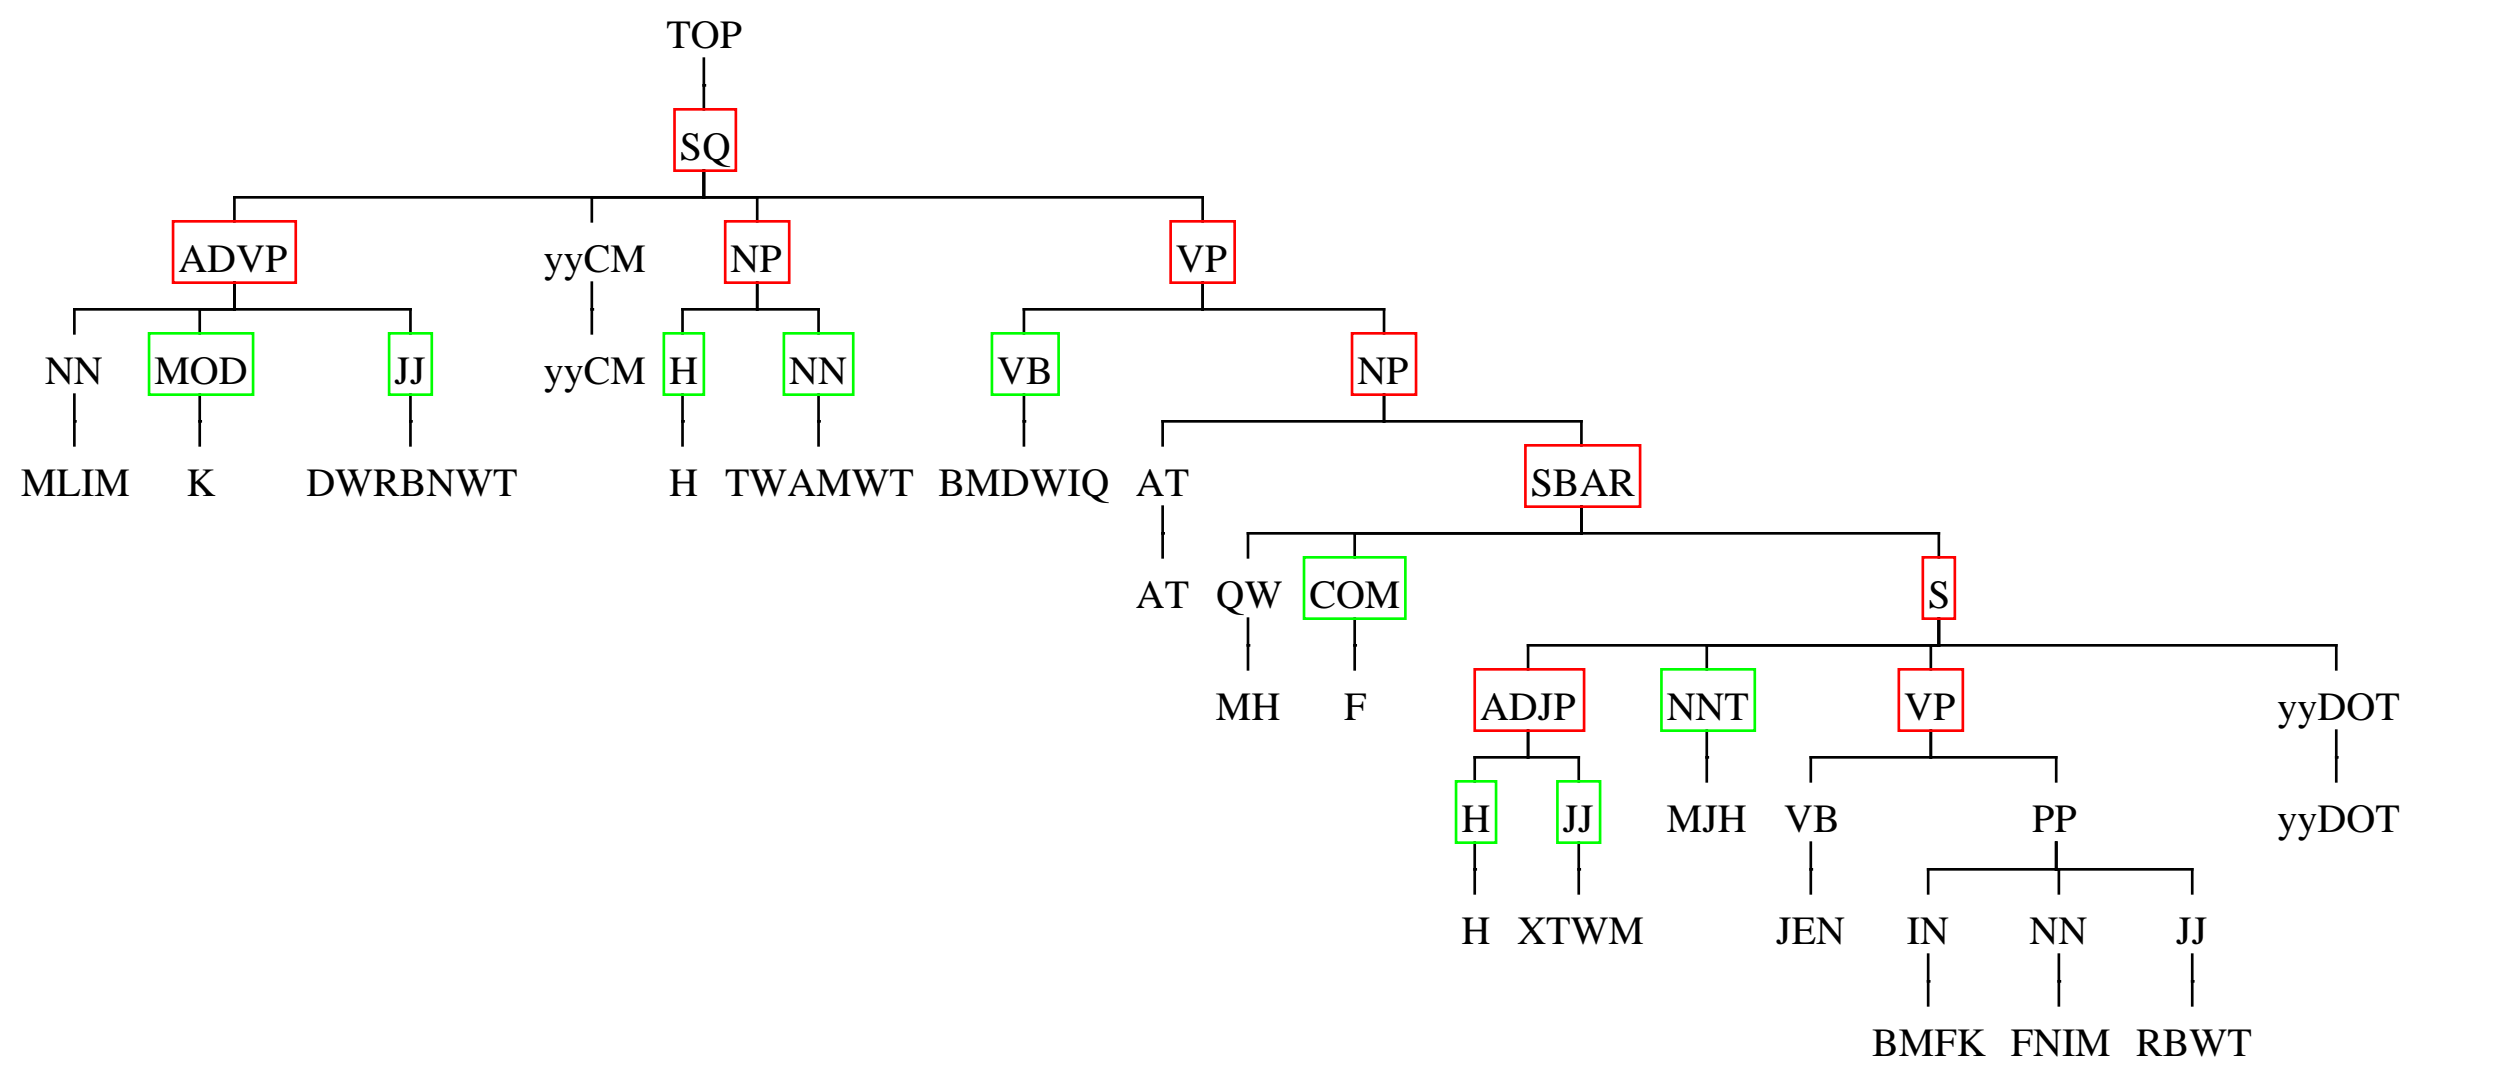 TOP
SQ
ADVP yyCM NP VP
NN MOD JJ yyCM H NN VB NP
MLIM K DWRBNWT H TWAMWT BMDWIQ AT SBAR
AT QW COM S
MH F ADJP NNT VP yyDOT
H JJ MJH VB PP yyDOT
H XTWM JEN IN NN JJ
BMFK FNIM RBWT